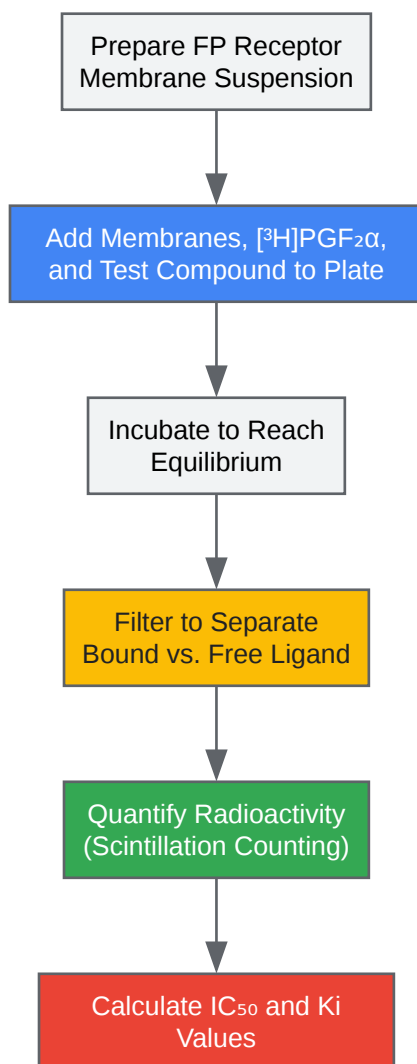 Prepare FP Receptor
Membrane Suspension
Add Membranes, [³H]PGF₂α,
and Test Compound to Plate
Incubate to Reach
Equilibrium
Filter to Separate
Bound vs. Free Ligand
Quantify Radioactivity
(Scintillation Counting)
Calculate IC₅₀ and Ki
Values